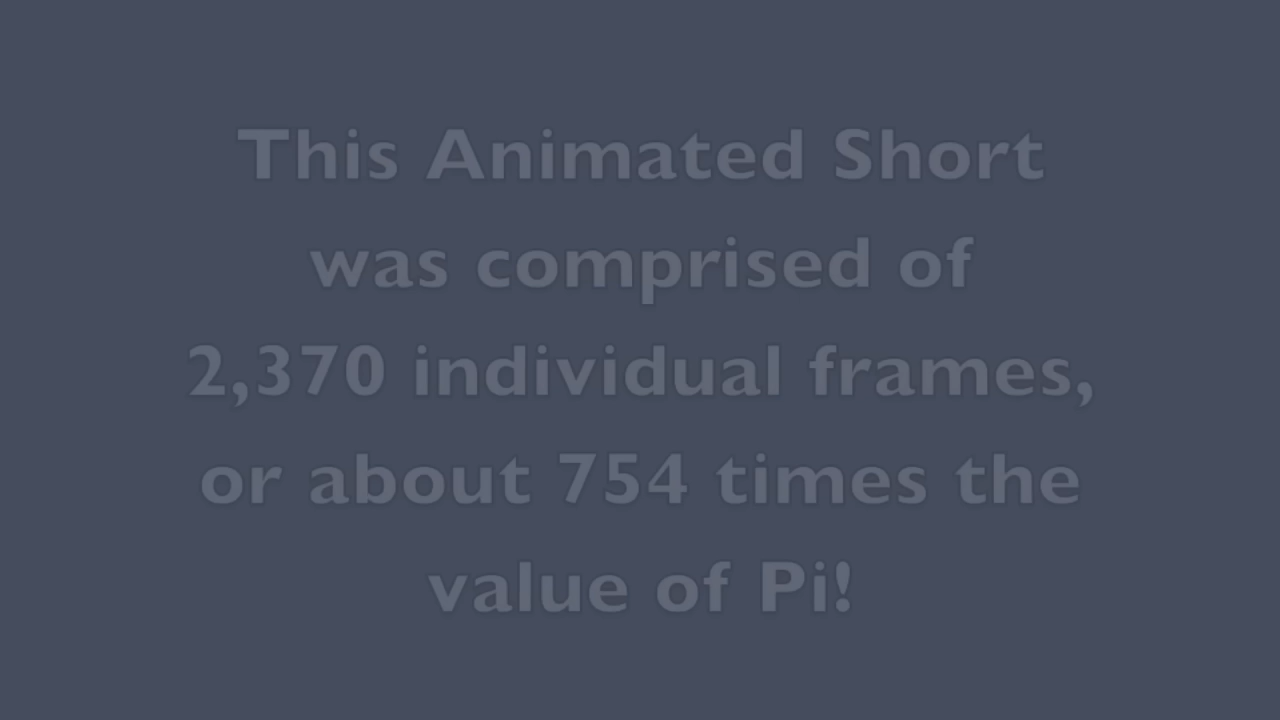 This Animated Short
was comprised of
2,370 individual frames,
or about 754 times the
value of Pi!